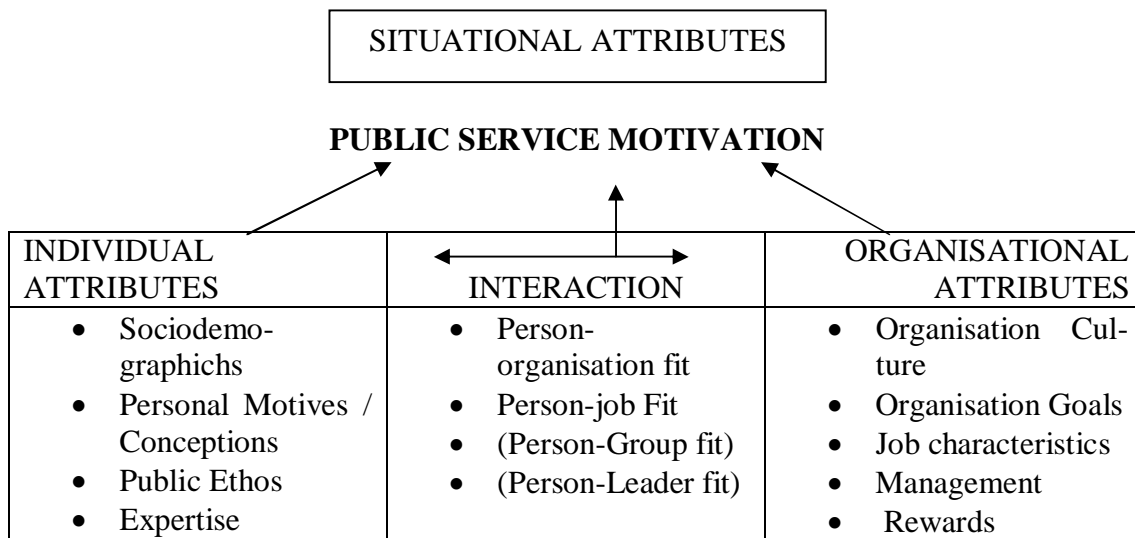 SITUATIONAL ATTRIBUTES
PUBLIC SERVICE MOTIVATION
INDIVIDUAL
ATTRIBUTES
• Sociodemo-
graphichs
• Personal Motives /
Conceptions
• Public Ethos
• Expertise
INTERACTION
• Person-
organisation fit
• Person-job Fit
• (Person-Group fit)
• (Person-Leader fit)
ORGANISATIONAL
ATTRIBUTES
• Organisation Cul-
ture
• Organisation Goals
• Job characteristics
• Management
• Rewards